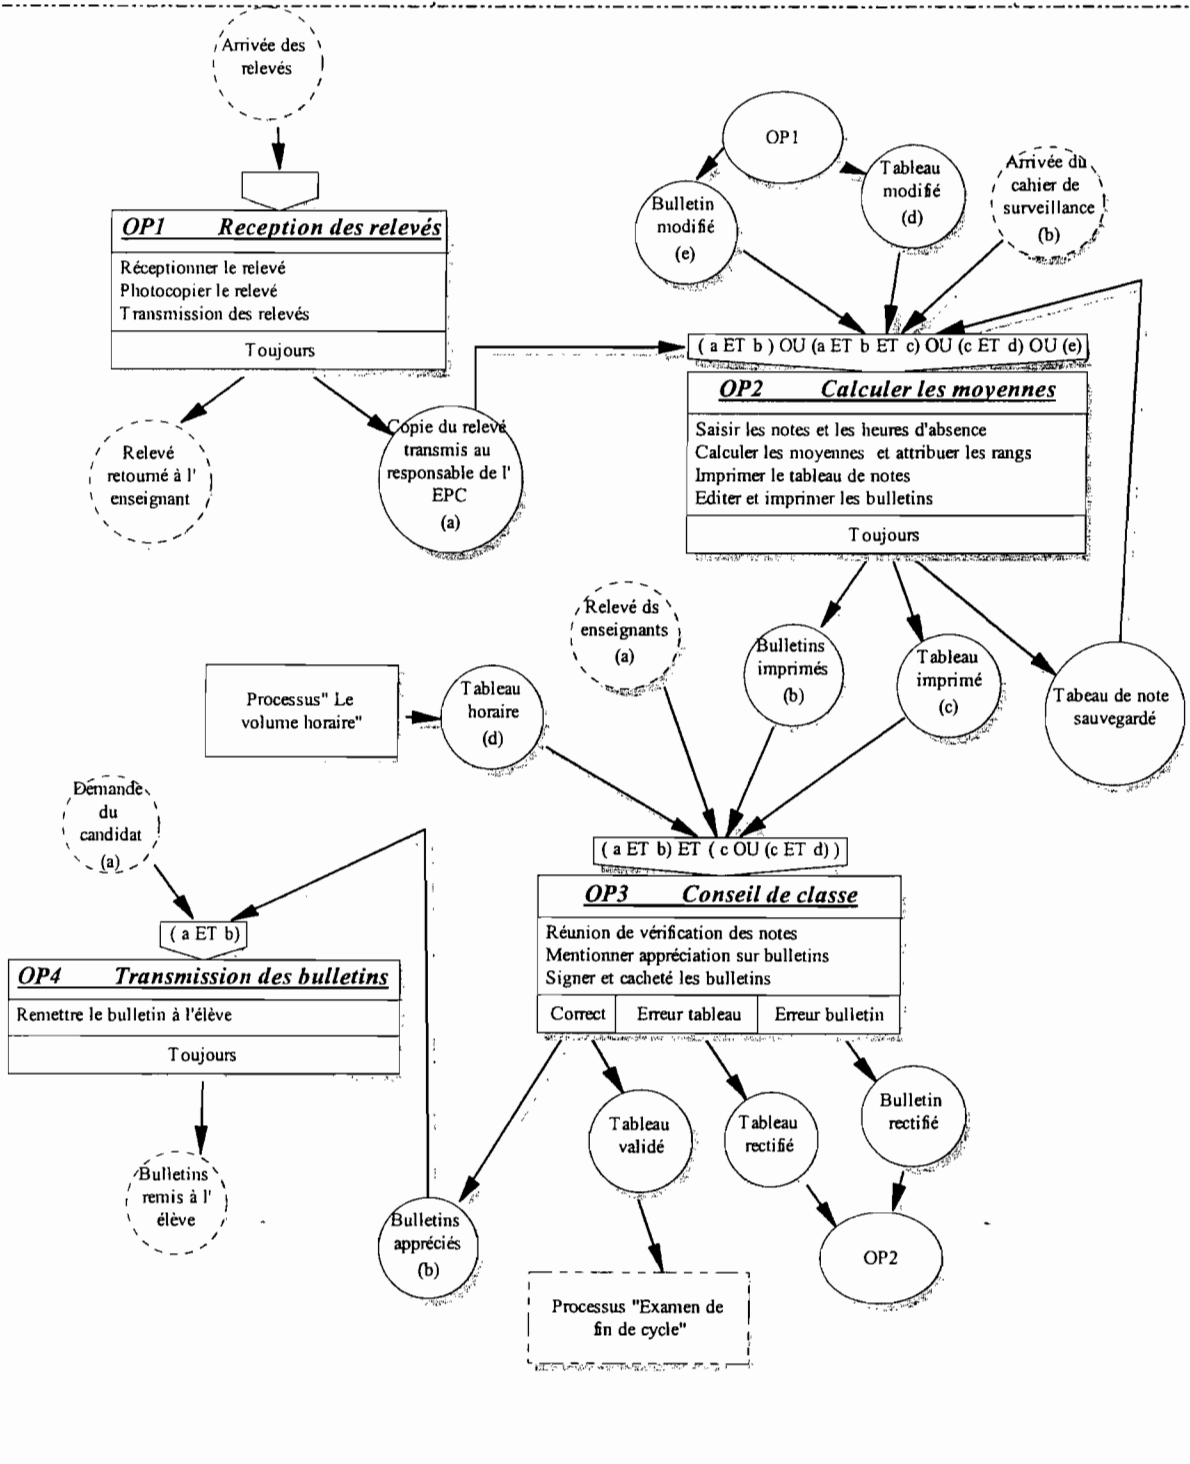 Arrivée des
relevés
OP1 Reception des relevés
Réceptionner le relevé
Photocopier le relevé
Transmission des relevés
Toujours
Relevé
retourné à l'
enseignant
Copie du relevé
transmis au
responsable de l'
EPC
(a)
OP1
Bulletin
modifié
(e)
Tableau
modifié
(d)
Arrivée du
cahier de
surveillance
(b)
( a ET b ) OU (a ET b ET c) OU (c ET d) OU (e)
OP2 Calculer les moyennes
Saisir les notes et les heures d'absence
Calculer les moyennes et attribuer les rangs
Imprimer le tableau de notes
Editer et imprimer les bulletins
Toujours
Relevé ds
enseignants
(a)
Bulletins
imprimés
(b)
Tableau
imprimé
(c)
Tabeau de note
sauvegardé
Processus" Le
volume horaire"
Tableau
horaire
(d)
Demande
du
candidat
(a)
( a ET b) ET ( c OU (c ET d) )
OP3 Conseil de classe
Réunion de vérification des notes
Mentionner appréciation sur bulletins
Signer et cacheté les bulletins
Correct Erreur tableau Erreur bulletin
( a ET b)
OP4 Transmission des bulletins
Remettre le bulletin à l'élève
Toujours
Bulletins
remis à l'
élève
Bulletins
appréciés
(b)
Tableau
validé
Tableau
rectifié
Bulletin
rectifié
OP2
Processus "Examen de
fin de cycle"